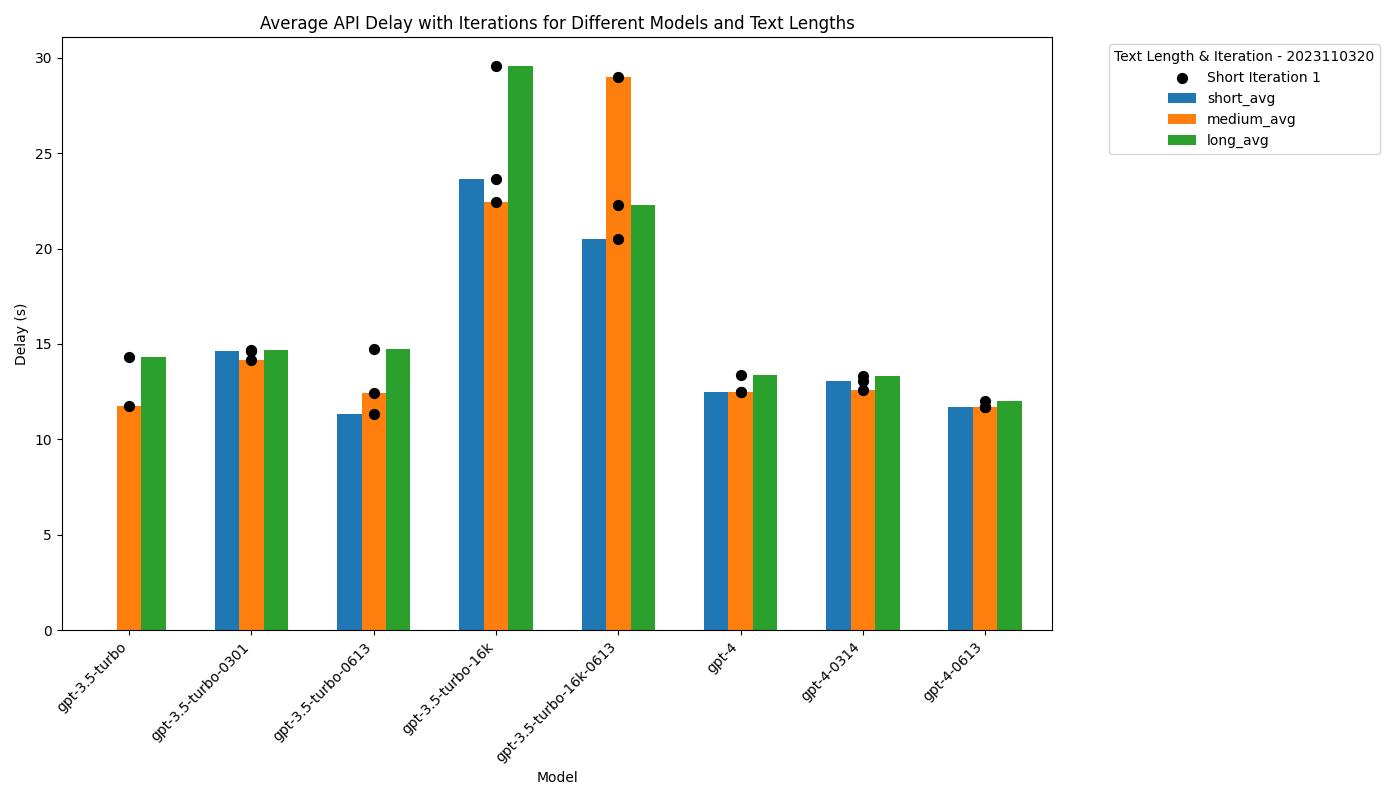 Average API Delay with Iterations for Different Models and Text Lengths
Text Length & Iteration - 2023110320
Short Iteration 1
short_avg
medium_avg
long_avg
Delay (s)
30
25
20
15
10
5
0
gpt-3.5-turbo
gpt-3.5-turbo-0301
gpt-3.5-turbo-0613
gpt-3.5-turbo-16k
gpt-3.5-turbo-16k-0613
gpt-4
gpt-4-0314
gpt-4-0613
Model